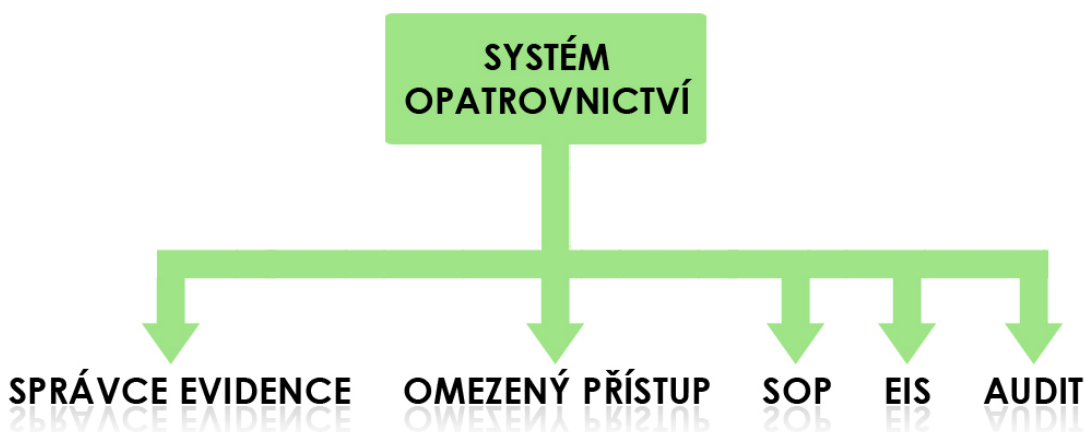 SYSTÉM
OPATROVNICTVÍ
SPRÁVCE EVIDENCE OMEZENÝ PŘÍSTUP SOP EIS AUDIT